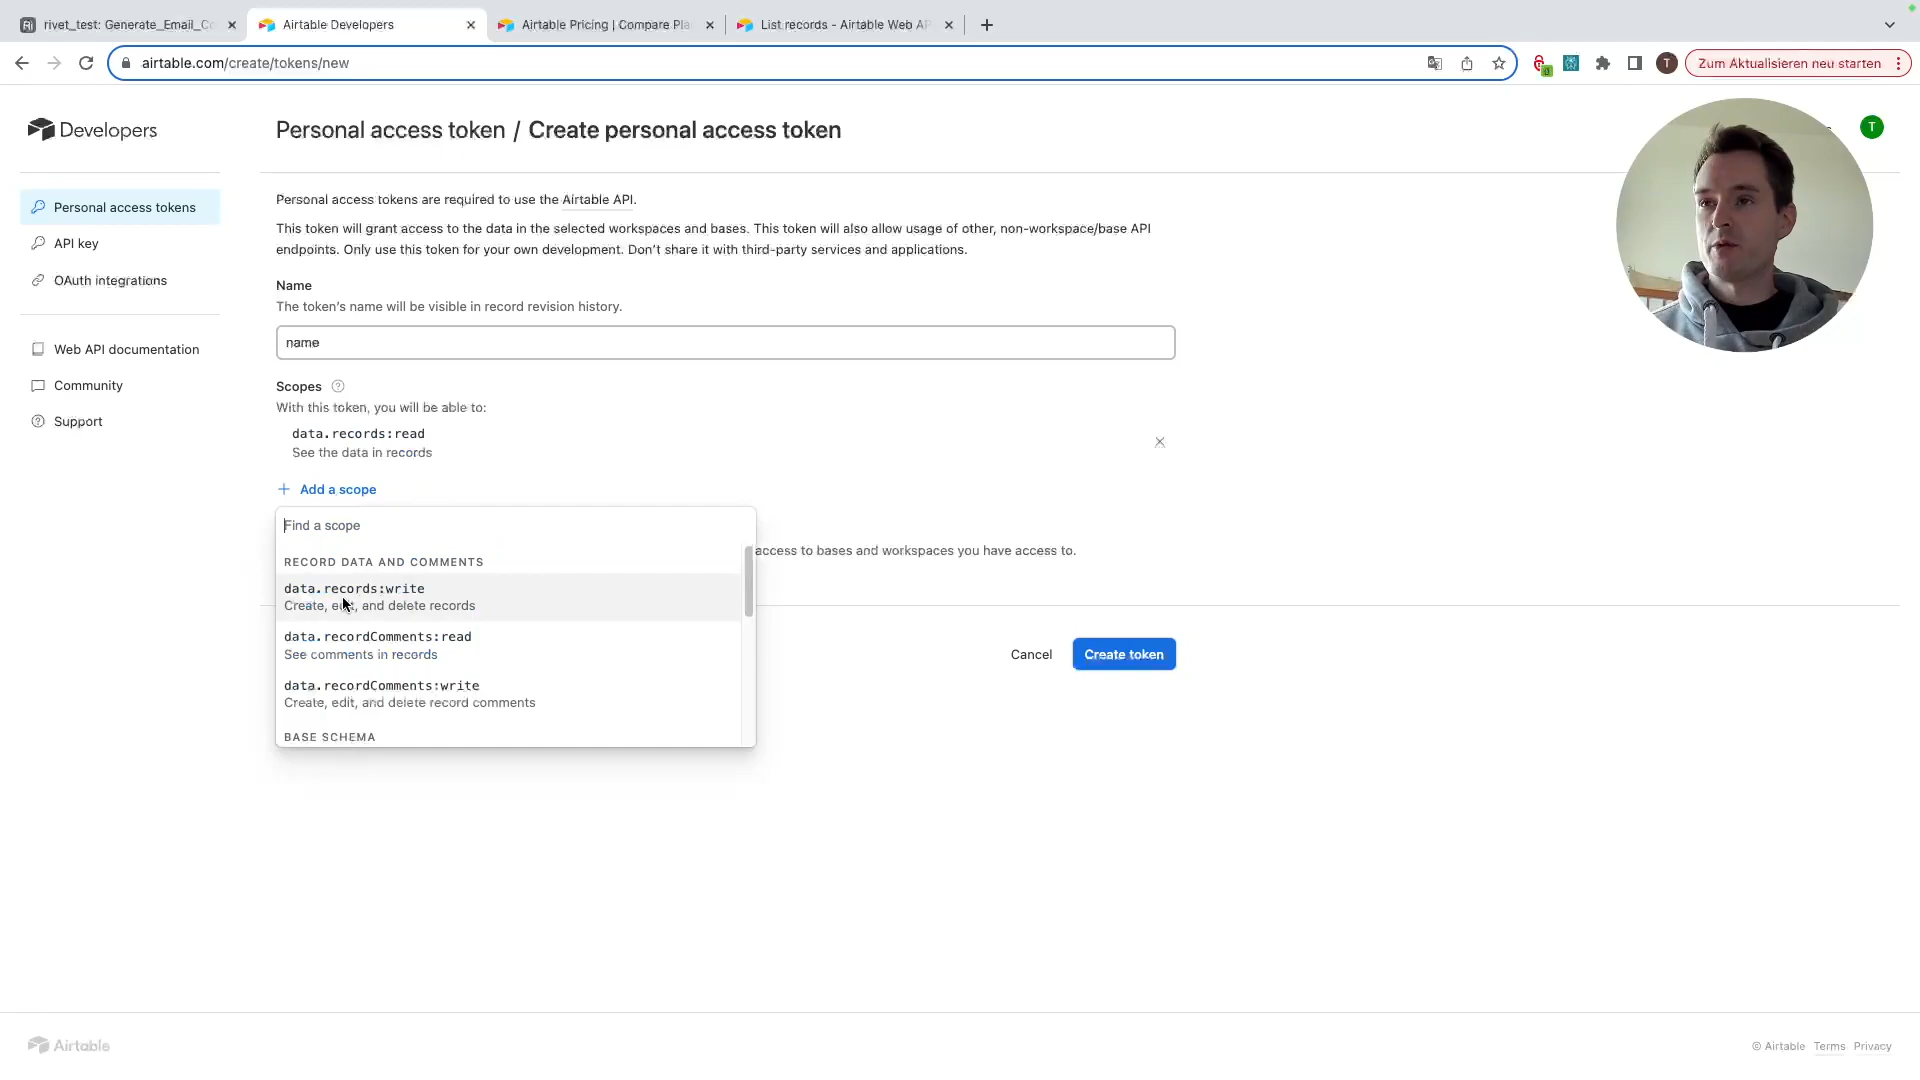 rivet_test: Generate_Email_Co
Airtable Developers
Airtable Pricing | Compare Pla
List records - Airtable Web AP
airtable.com/create/tokens/new
T
Zum Aktualisieren neu starten
Developers
Personal access token / Create personal access token
T
Personal access tokens
API key
OAuth integrations
Web API documentation
Community
Support
Personal access tokens are required to use the Airtable API.
This token will grant access to the data in the selected workspaces and bases. This token will also allow usage of other, non-workspace/base API
endpoints. Only use this token for your own development. Don't share it with third-party services and applications.
Name
The token's name will be visible in record revision history.
name
Scopes
With this token, you will be able to:
data.records:read
See the data in records
+ Add a scope
Find a scope
access to bases and workspaces you have access to.
RECORD DATA AND COMMENTS
data.records:write
Create, edit, and delete records
data.recordComments:read
See comments in records
data.recordComments:write
Create, edit, and delete record comments
BASE SCHEMA
Cancel
Create token
Airtable
© Airtable Terms Privacy